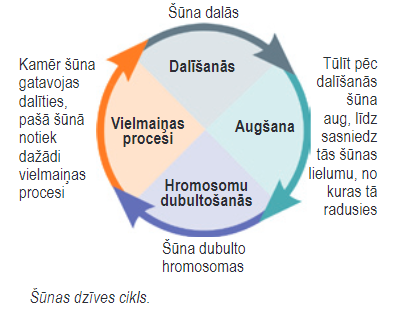 Šūna dalās
Kamēr šūna
gatavojas
dalīties,
pašā šūnā
notiek
dažādi
vielmaiņas
procesi
Dalīšanās
Vielmaiņas
procesi
Augšana
Hromosomu
dubultošanās
Tūlīt pēc
dalīšanās
šūna
aug, līdz
sasniedz
tās šūnas
lielumu, no
kuras tā
radusies
Šūna dubulto
hromosomas
Šūnas dzīves cikls.